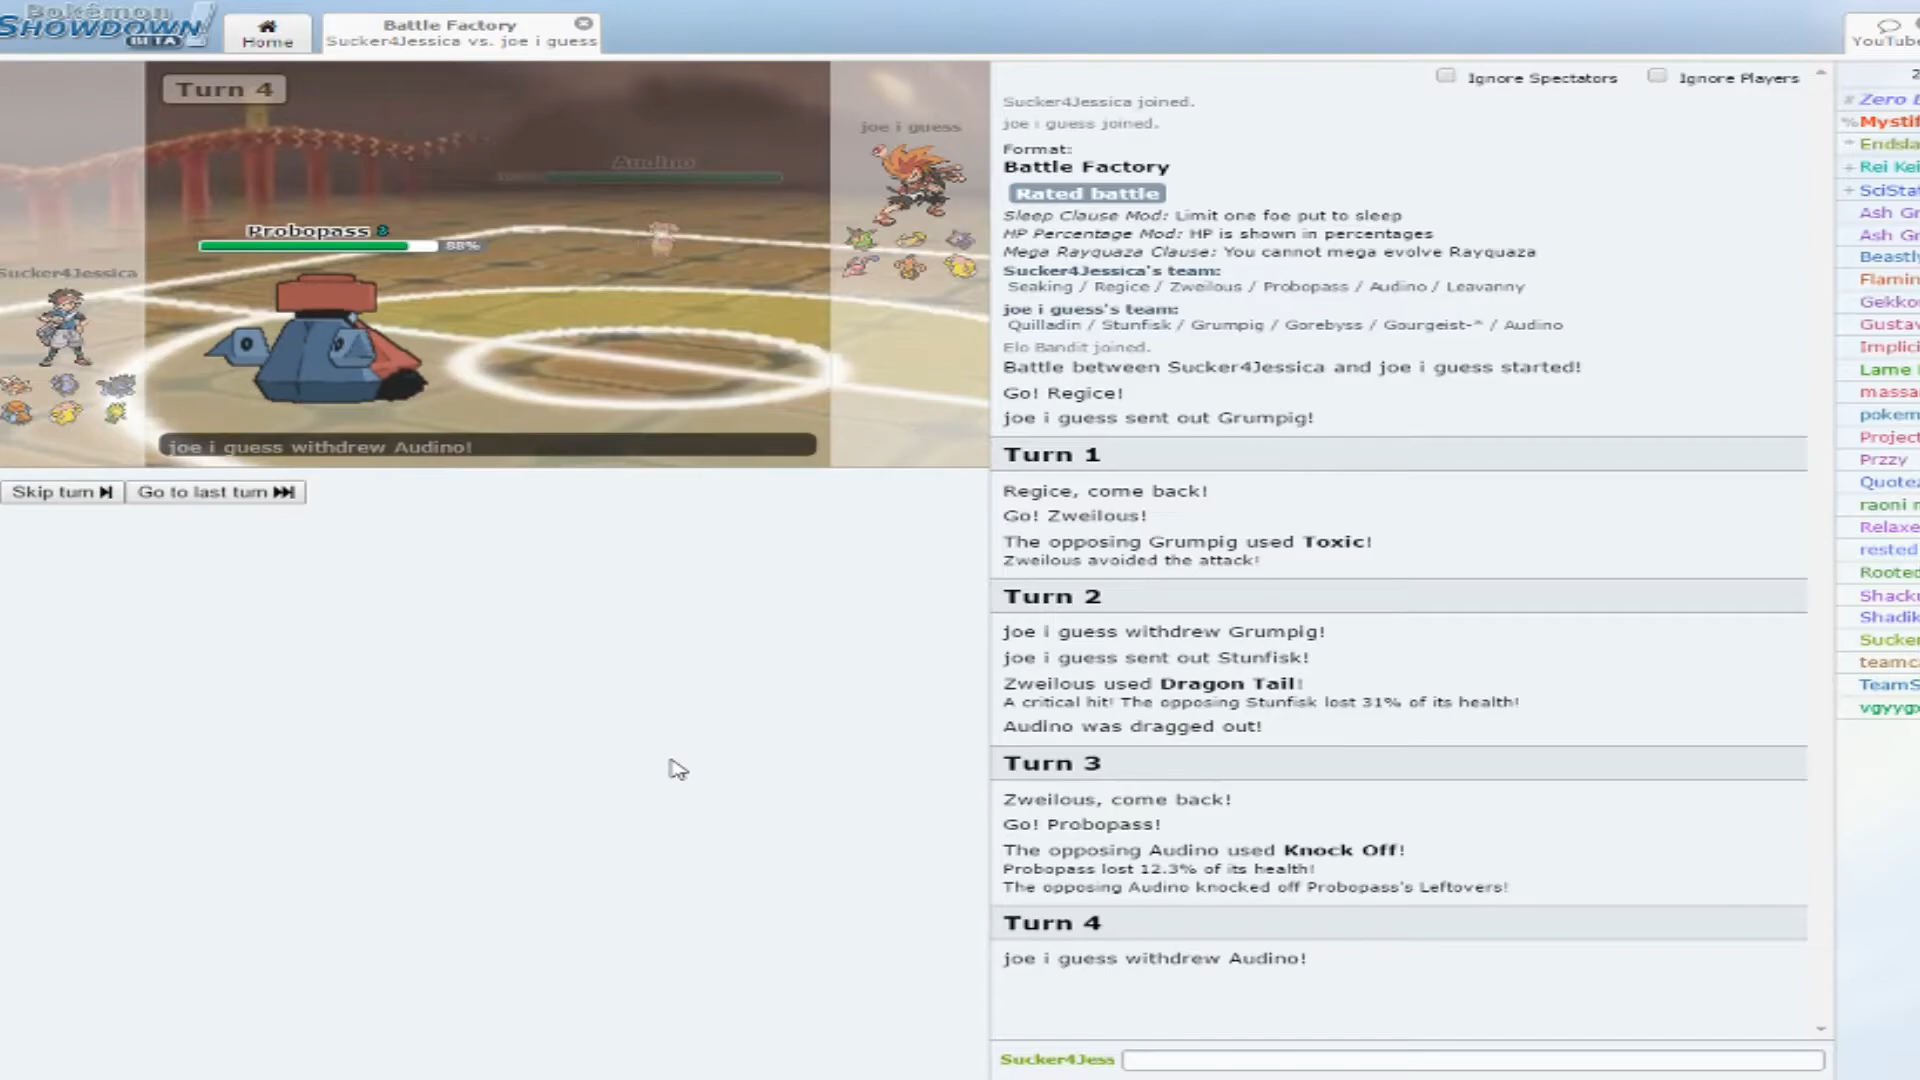 Pokémon
SHOWDOWN!
BETA
Home
Battle Factory
Sucker4Jessica vs. joe i guess
Turn 4
joe i guess
Audino
Probopass
88%
Sucker4Jessica
joe i guess withdrew Audino!
Skip turn
Go to last turn
Ignore Spectators
Ignore Players
Sucker4Jessica joined.
joe i guess joined.
Format:
Battle Factory
Rated battle
Sleep Clause Mod: Limit one foe put to sleep
HP Percentage Mod: HP is shown in percentages
Mega Rayquaza Clause: You cannot mega evolve Rayquaza
Sucker4Jessica's team:
Seaking / Regice / Zweilous / Probopass / Audino / Leavanny
joe i guess's team:
Quilladin / Stunfisk / Grumpig / Gorebyss / Gourgeist-* / Audino
Elo Bandit joined.
Battle between Sucker4Jessica and joe i guess started!
Go! Regice!
joe i guess sent out Grumpig!
Turn 1
Regice, come back!
Go! Zweilous!
The opposing Grumpig used Toxic!
Zweilous avoided the attack!
Turn 2
joe i guess withdrew Grumpig!
joe i guess sent out Stunfisk!
Zweilous used Dragon Tail!
A critical hit! The opposing Stunfisk lost 31% of its health!
Audino was dragged out!
Turn 3
Zweilous, come back!
Go! Probopass!
The opposing Audino used Knock Off!
Probopass lost 12.3% of its health!
The opposing Audino knocked off Probopass's Leftovers!
Turn 4
joe i guess withdrew Audino!
Sucker4Jess
YouTube
2
# Zero
%Mystif
Endsla
+ Rei Kei
+ SciStat
Ash Gr
Ash Gr
Beastly
Flamin
Gekko
Gustav
Implici
Lame
massa
pokem
Project
Przzy
Quote
raoni
Relaxe
rested
Rooted
Shack
Shadik
Sucker
teamc
TeamS
vgyyg